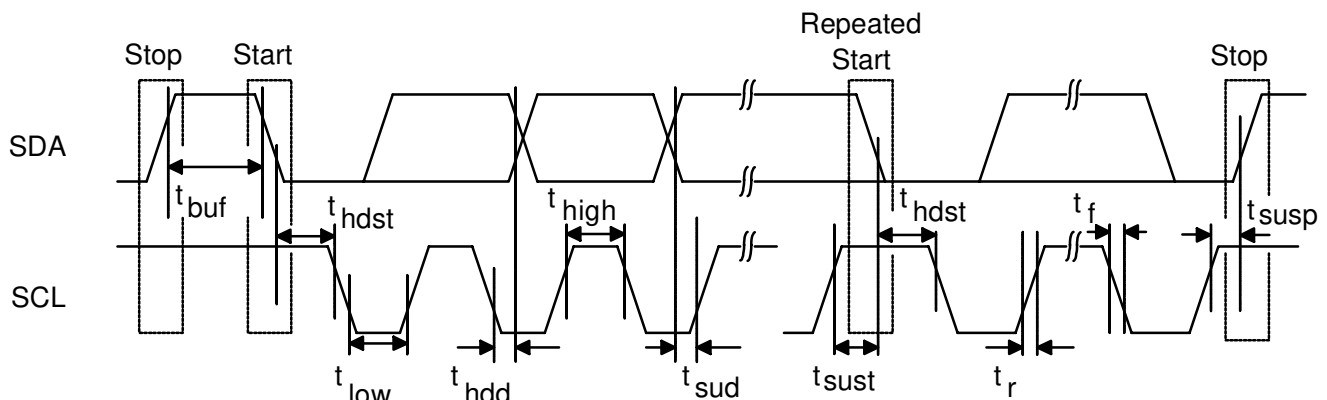 Repeated
Stop Start Start Stop
SDA
t buf
t hdst t high t hdst t f t susp
SCL
t low t hdd t sud t sust t r